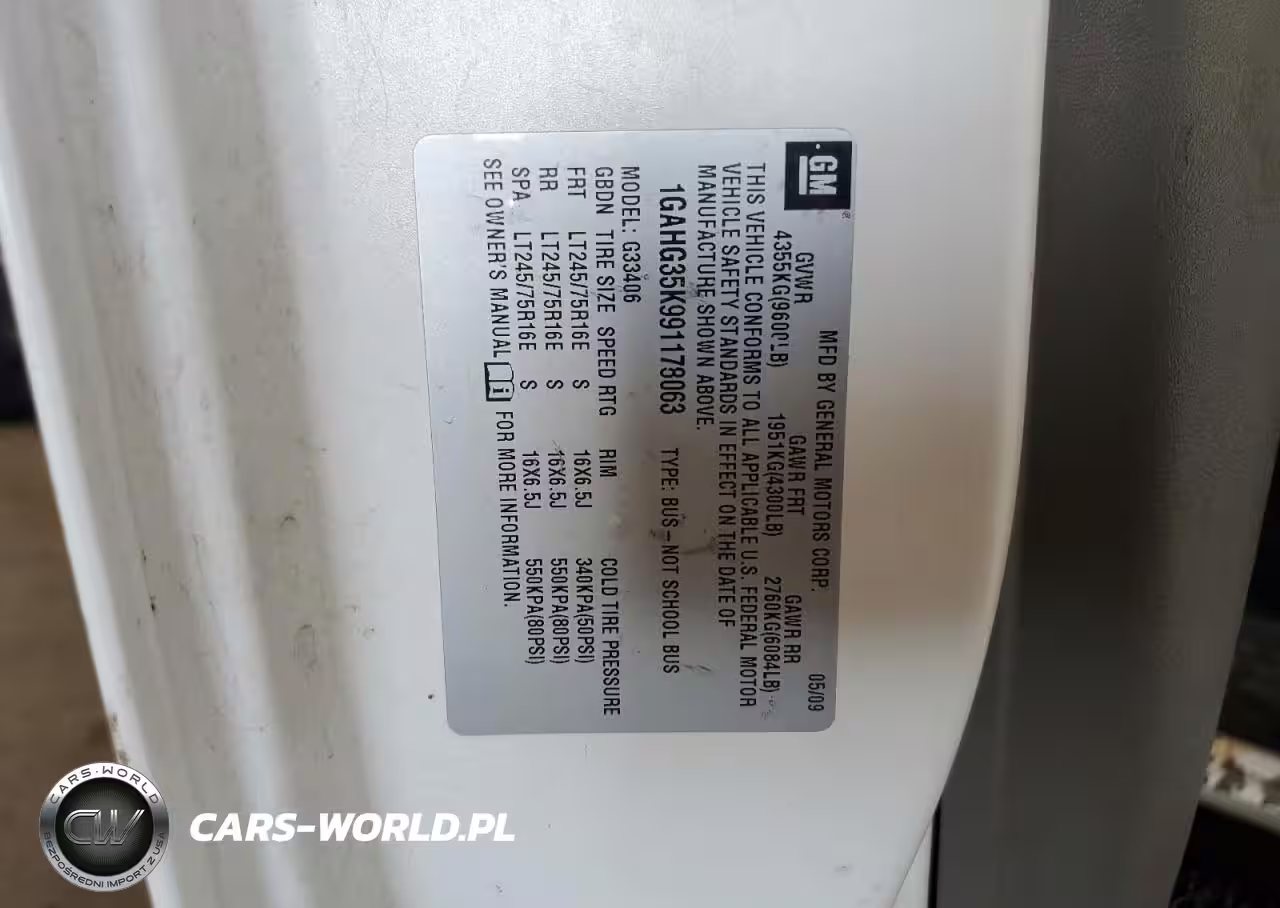 GM
MFD BY GENERAL MOTORS CORP. 05/09
GVWR GAWR FRT GAWR RR
4355KG(9600LB) 1951KG(4300LB) 2760KG(6084LB)
THIS VEHICLE CONFORMS TO ALL APPLICABLE U.S. FEDERAL MOTOR
VEHICLE SAFETY STANDARDS IN EFFECT ON THE DATE OF
MANUFACTURE SHOWN ABOVE.
1GAHG35K991178063 TYPE: BUS–NOT SCHOOL BUS
MODEL: G33406
GBDN TIRE SIZE SPEED RTG RIM COLD TIRE PRESSURE
FRT LT245/75R16E S 16X6.5J 340KPA(50PSI)
RR LT245/75R16E S 16X6.5J 550KPA(80PSI)
SPA LT245/75R16E S 16X6.5J 550KPA(80PSI)
SEE OWNER'S MANUAL i FOR MORE INFORMATION.
CARS-WORLD
CW
BEZPOŚREDNI IMPORT Z USA
CARS-WORLD.PL